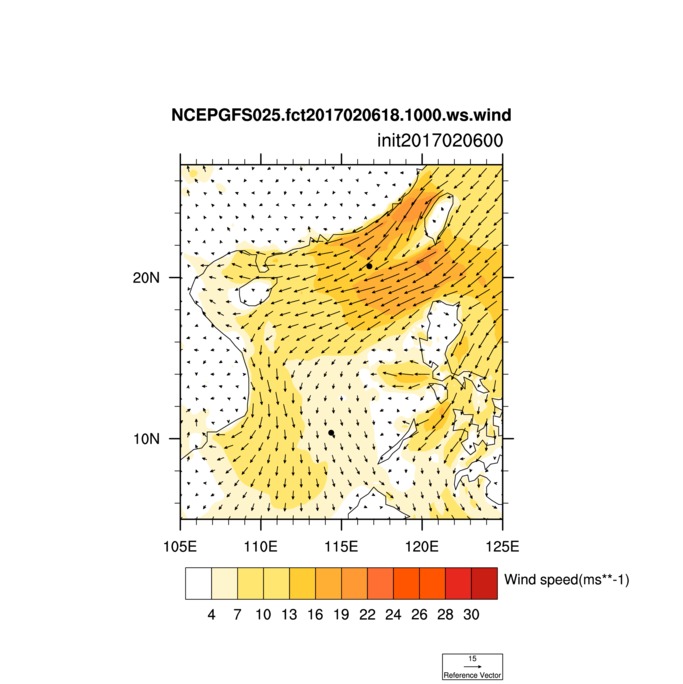 NCEPGFS025.fct2017020618.1000.ws.wind
init2017020600
20N
10N
105E 110E 115E 120E 125E
Wind speed(ms**-1)
4 7 10 13 16 19 22 24 26 28 30
15
Reference Vector